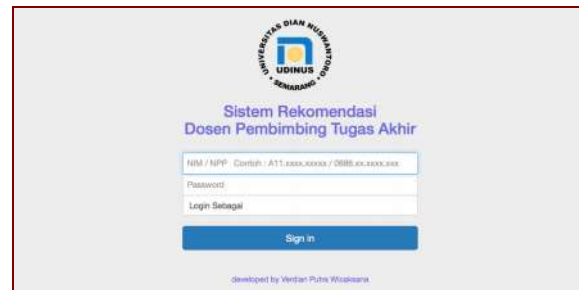 UNIVERSITAS DIAN NUSWANTORO
UDINUS
SEMARANG
Sistem Rekomendasi
Dosen Pembimbing Tugas Akhir
NIM / NPP Contoh : A11.xxxx.xxxxx / 0686.xx.xxxx.xxx
Password
Login Sebagai
Sign in
developed by Verdian Putra Wicaksana